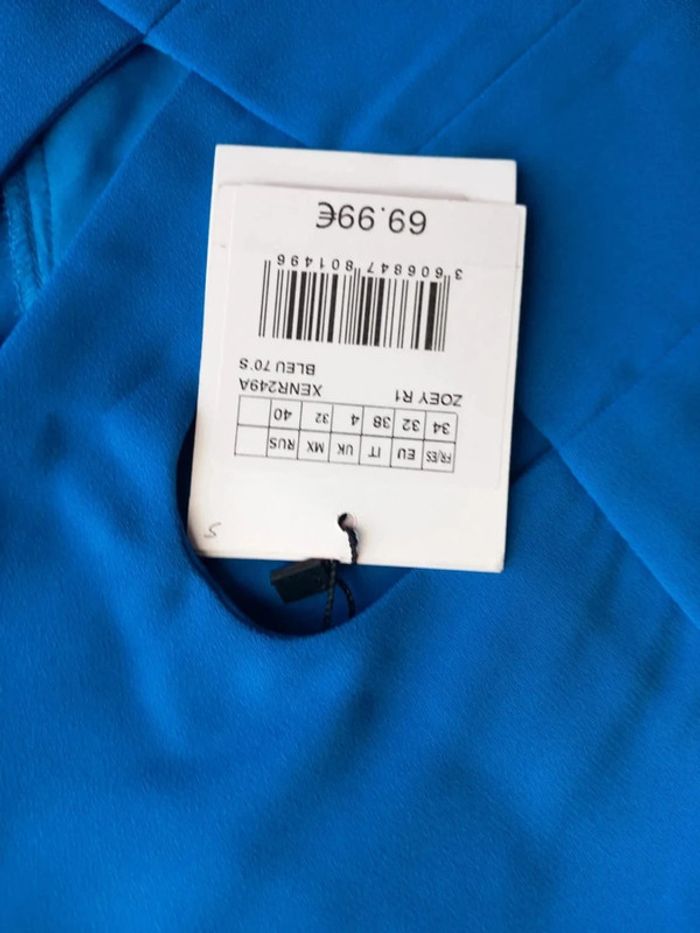 FR/ES EU IT UK MX RUS
34 32 38 4 32 40
ZOEY R1 XENR249A
BLEU 70'S
3 606847 801496
69.99€